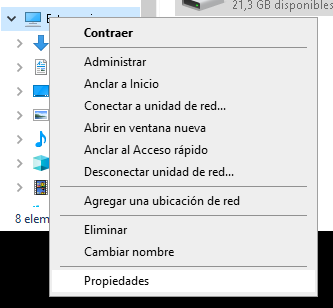 21,3 GB disponibles
Contraer
Administrar
Anclar a Inicio
Conectar a unidad de red...
Abrir en ventana nueva
Anclar al Acceso rápido
Desconectar unidad de red...
Agregar una ubicación de red
Eliminar
Cambiar nombre
Propiedades
8 elem